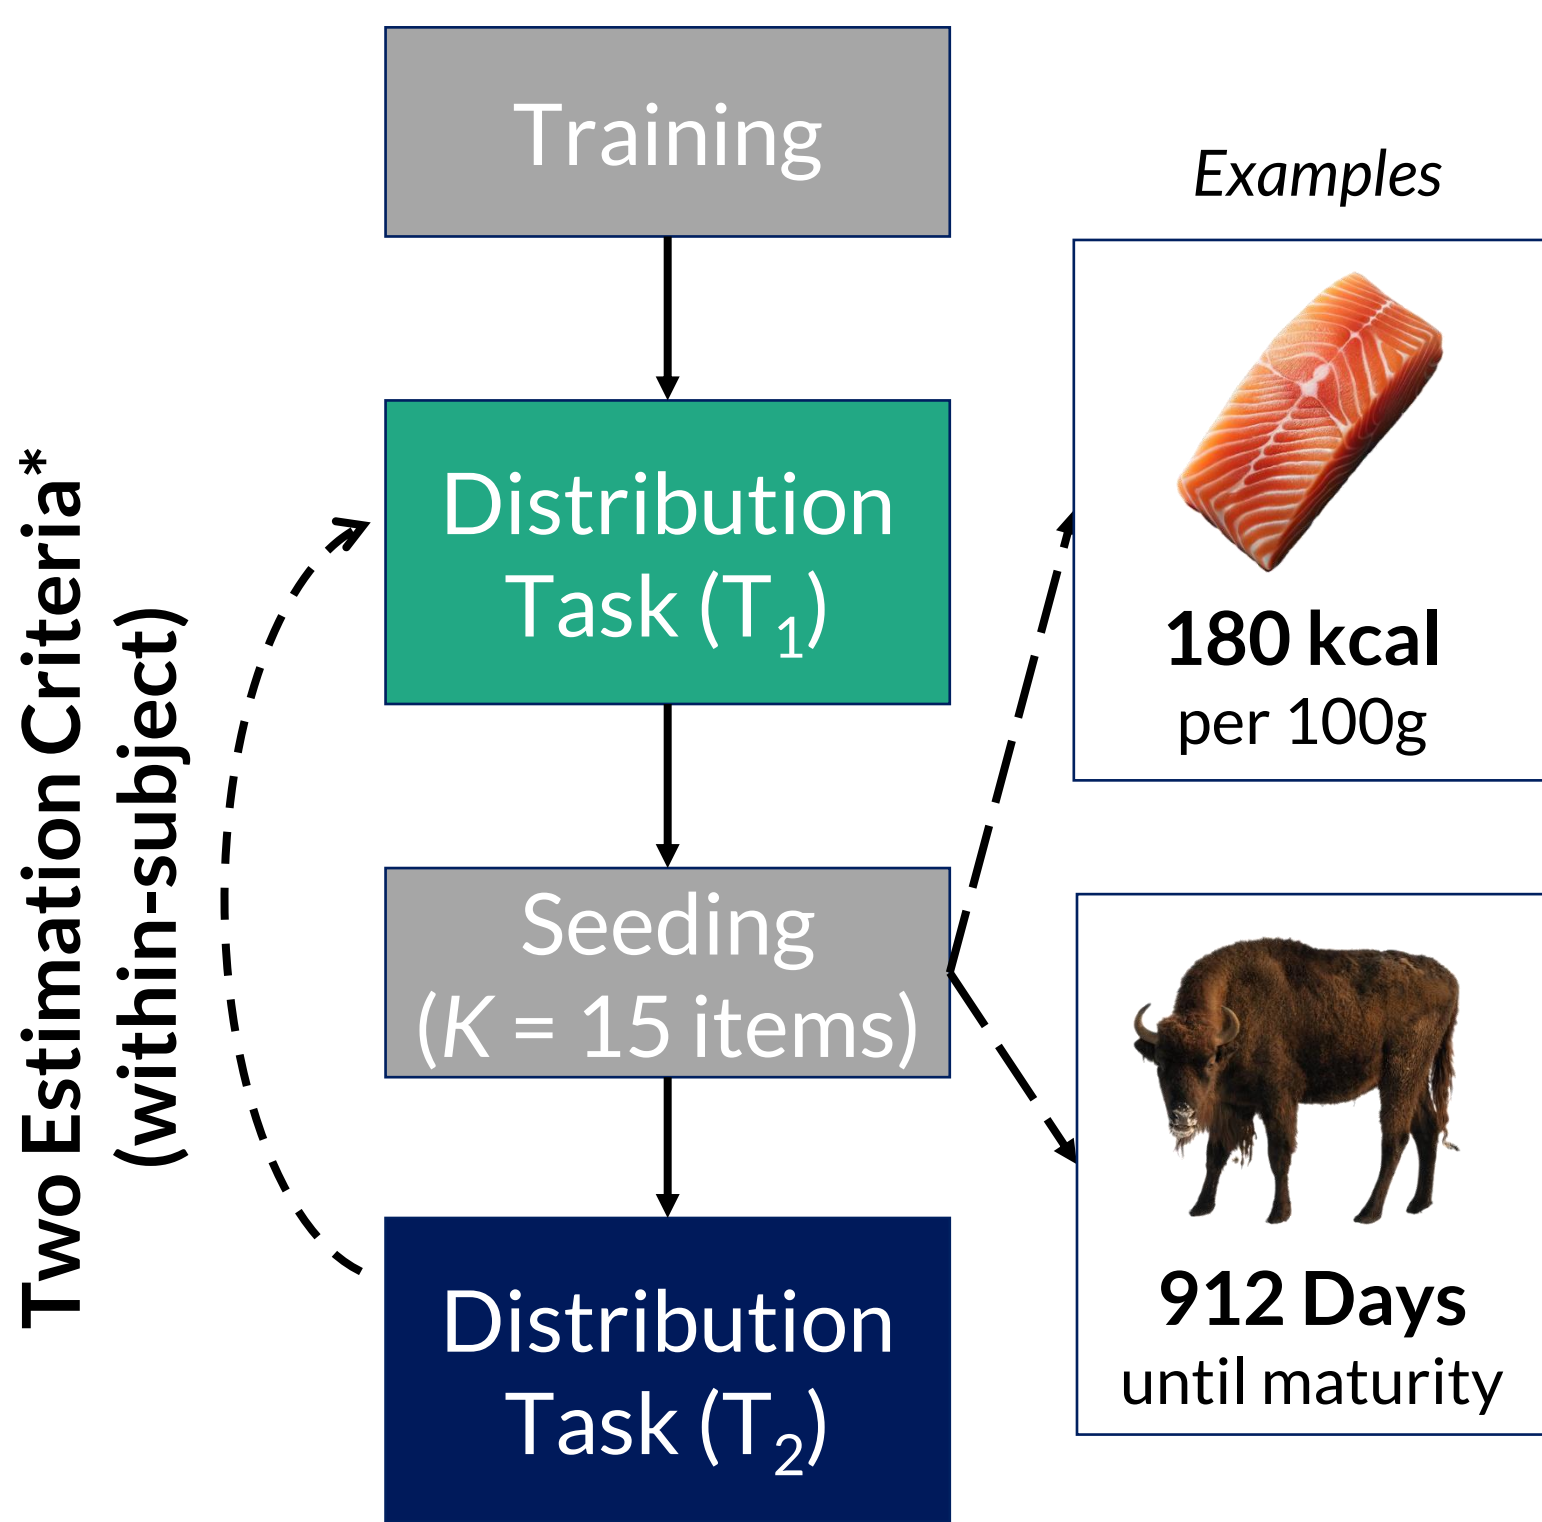 Training
Examples
Two Estimation Criteria*
(within-subject)
Distribution
Task (T₁)
180 kcal
per 100g
Seeding
(K = 15 items)
912 Days
until maturity
Distribution
Task (T₂)